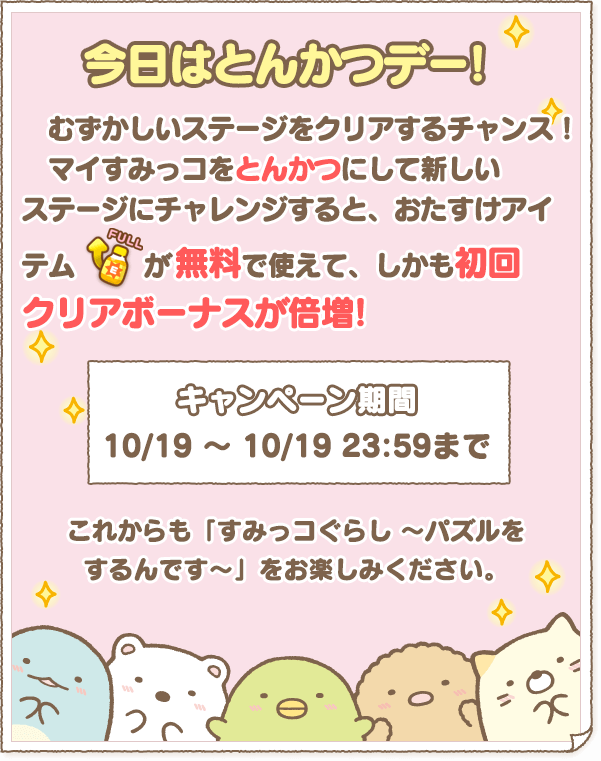 今日はとんかつデー!
むずかしいステージをクリアするチャンス！
マイすみっコをとんかつにして新しい
ステージにチャレンジすると、おたすけアイ
FULL
テム E が無料で使えて、しかも初回
クリアボーナスが倍増!
キャンペーン期間
10/19 ～ 10/19 23:59まで
これからも「すみっコぐらし ～パズルを
するんです～」をお楽しみください。